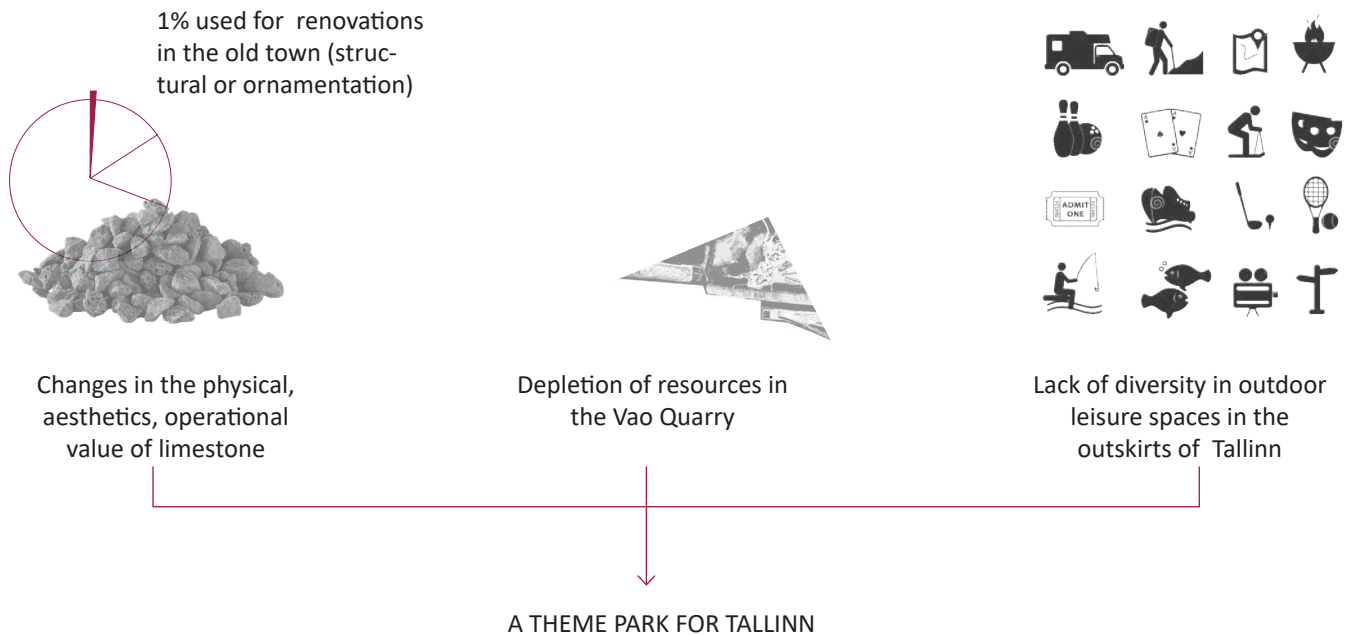 1% used for  renovations
in the old town (struc-
tural or ornamentation)
ADMIT
ONE
Changes in the physical,
aesthetics, operational
value of limestone
Depletion of resources in
the Vao Quarry
Lack of diversity in outdoor
leisure spaces in the
outskirts of  Tallinn
A THEME PARK FOR TALLINN